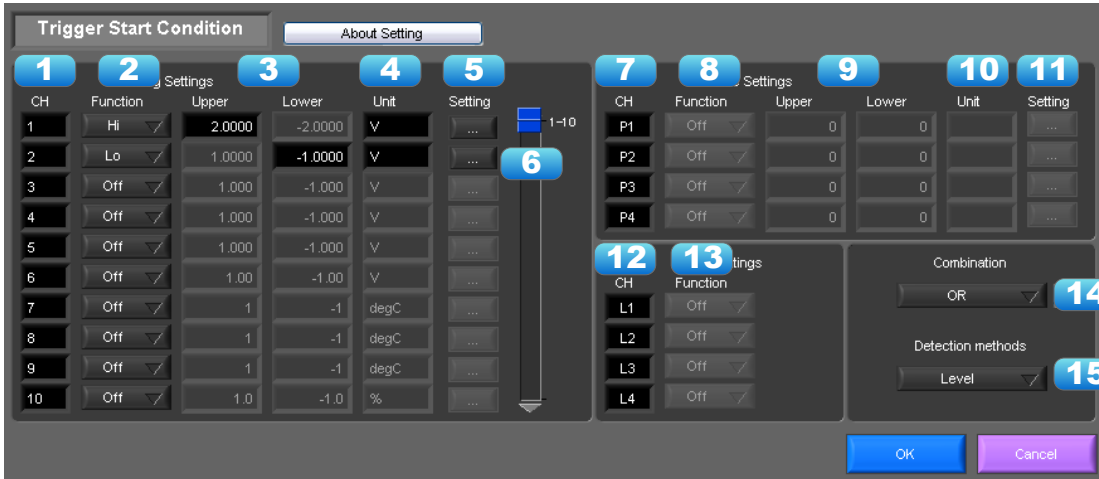 Trigger Start Condition
About Setting
1 2 3 4 5
g Settings
CH Function Upper Lower Unit Setting
1 Hi 2.0000 -2.0000 V ...
2 Lo 1.0000 -1.0000 V ...
3 Off 1.000 -1.000 V ...
4 Off 1.000 -1.000 V ...
5 Off 1.000 -1.000 V ...
6 Off 1.00 -1.00 V ...
7 Off 1 -1 degC ...
8 Off 1 -1 degC ...
9 Off 1 -1 degC ...
10 Off 1.0 -1.0 % ...
1-10
6
7 8 9 10 11
Settings
CH Function Upper Lower Unit Setting
P1 Off 0 0 ...
P2 Off 0 0 ...
P3 Off 0 0 ...
P4 Off 0 0 ...
12 13
tings
CH Function
L1 Off
L2 Off
L3 Off
L4 Off
Combination
OR 14
Detection methods
Level 15
OK Cancel